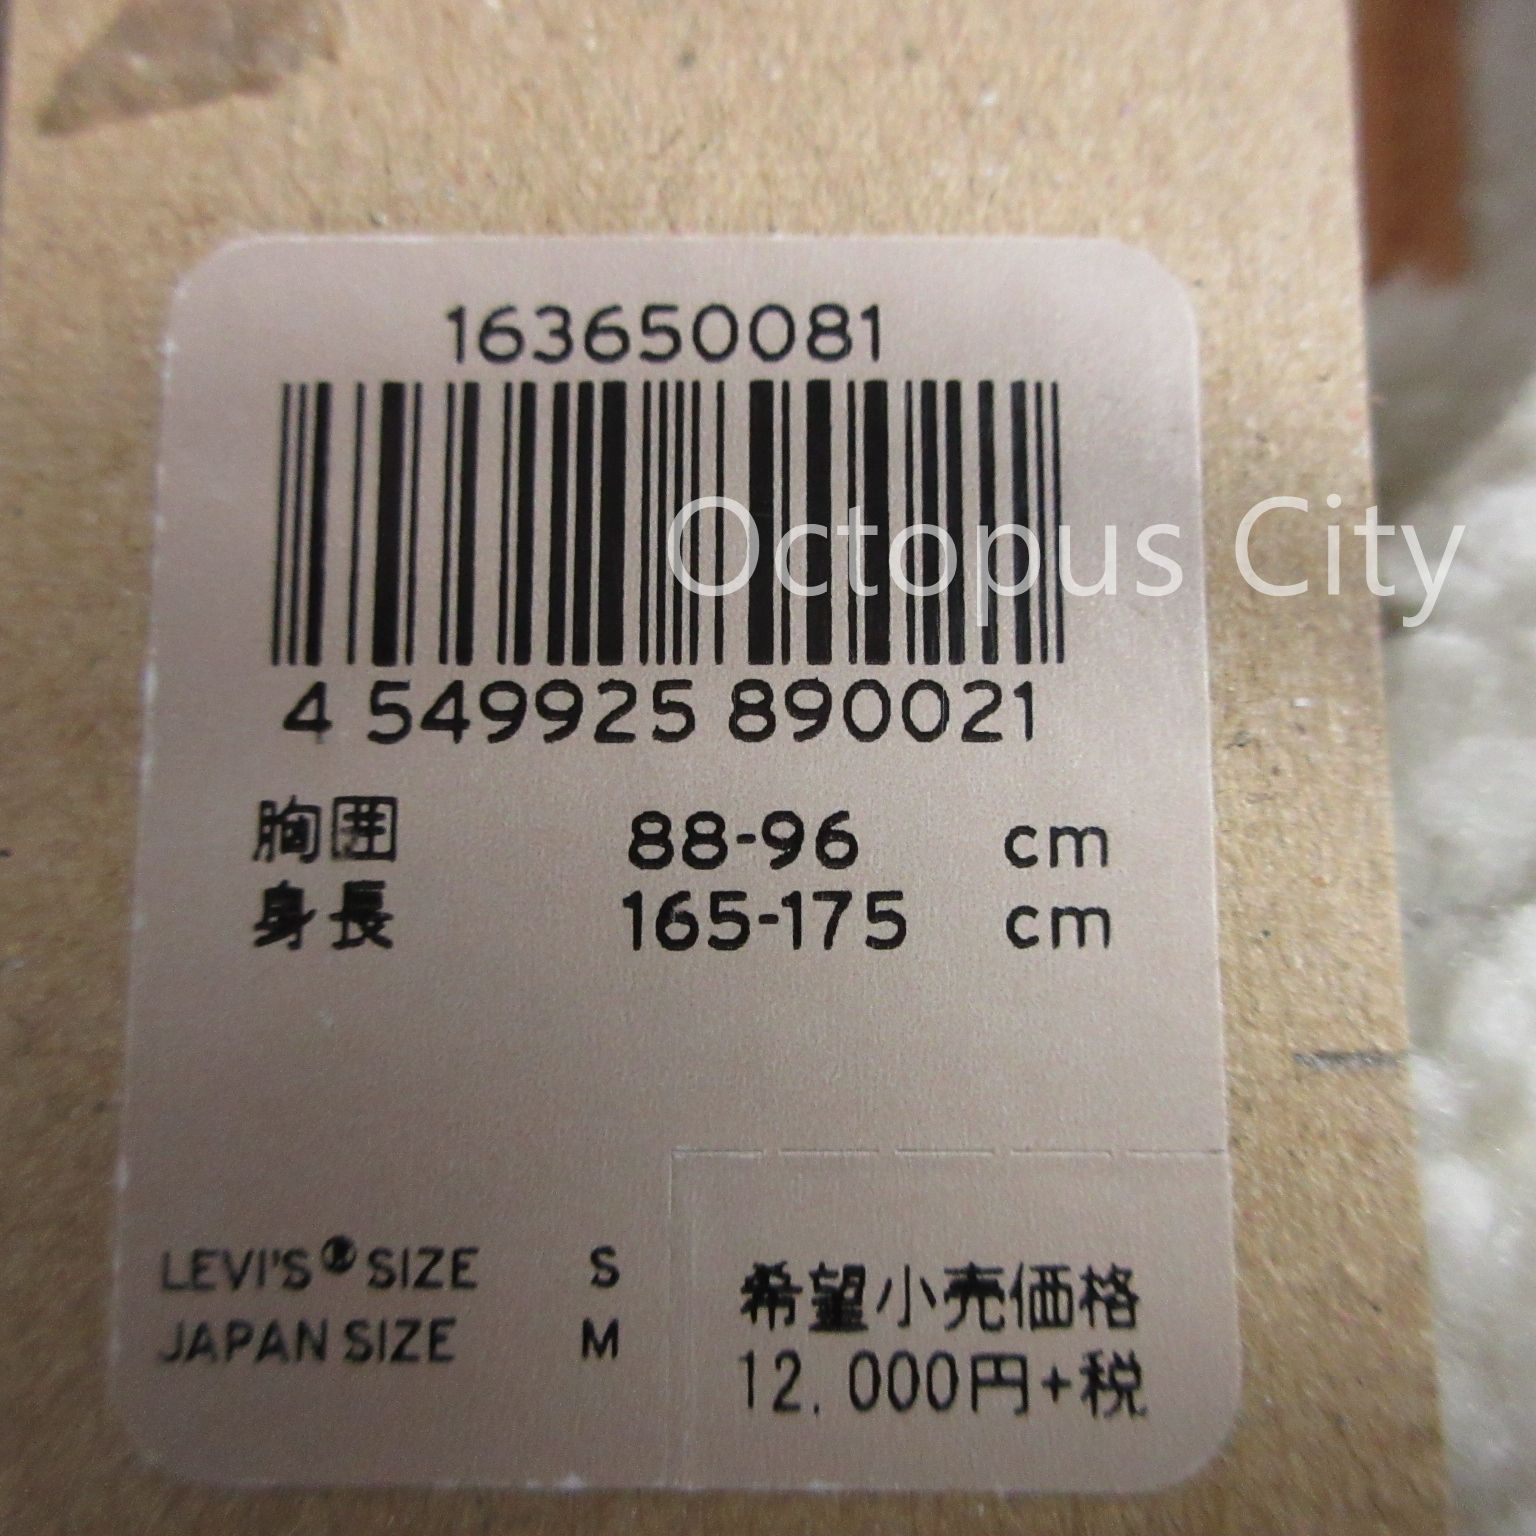 163650081
Octopus City
4 549925 890021
胸囲 88-96 cm
身長 165-175 cm
LEVI'S® SIZE S
JAPAN SIZE M
希望小売価格
12,000円+税